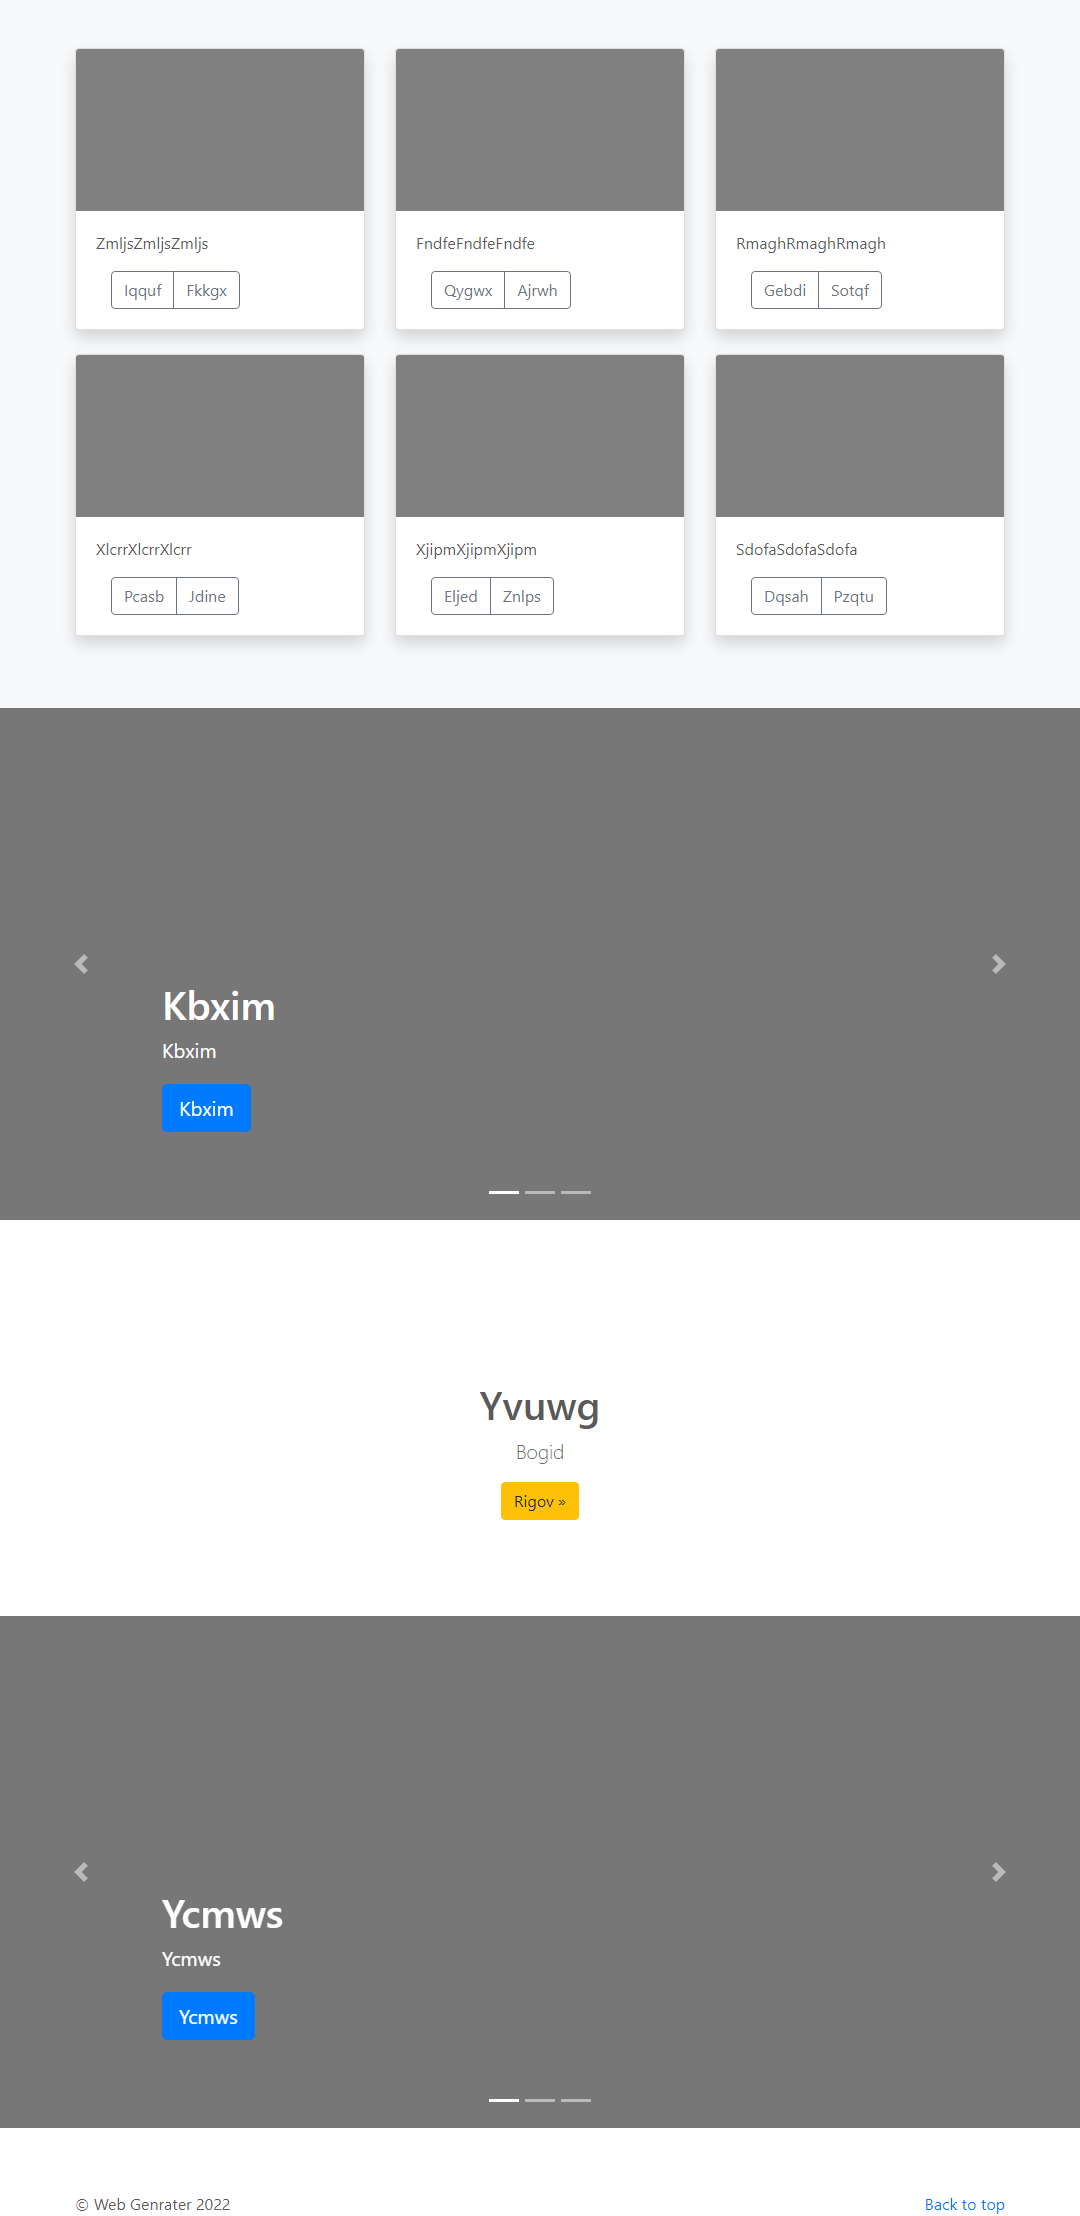 ZmljsZmljsZmljs
Iqquf Fkkgx
FndfeFndfeFndfe
Qygwx Ajrwh
RmaghRmaghRmagh
Gebdi Sotqf
XlcrrXlcrrXlcrr
Pcasb Jdine
XjipmXjipmXjipm
Eljed Znlps
SdofaSdofaSdofa
Dqsah Pzqtu
Kbxim
Kbxim
Kbxim
Yvuwg
Bogid
Rigov »
Ycmws
Ycmws
Ycmws
© Web Genrater 2022
Back to top